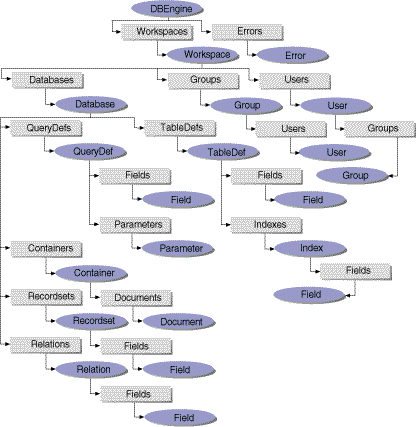 DBEngine
Workspaces
Errors
Workspace
Error
Databases
Groups
Users
Database
Group
User
QueryDefs
TableDefs
Users
Groups
QueryDef
TableDef
User
Fields
Fields
Group
Field
Field
Parameters
Indexes
Containers
Parameter
Index
Container
Fields
Recordsets
Documents
Field
Recordset
Document
Relations
Fields
Relation
Field
Fields
Field